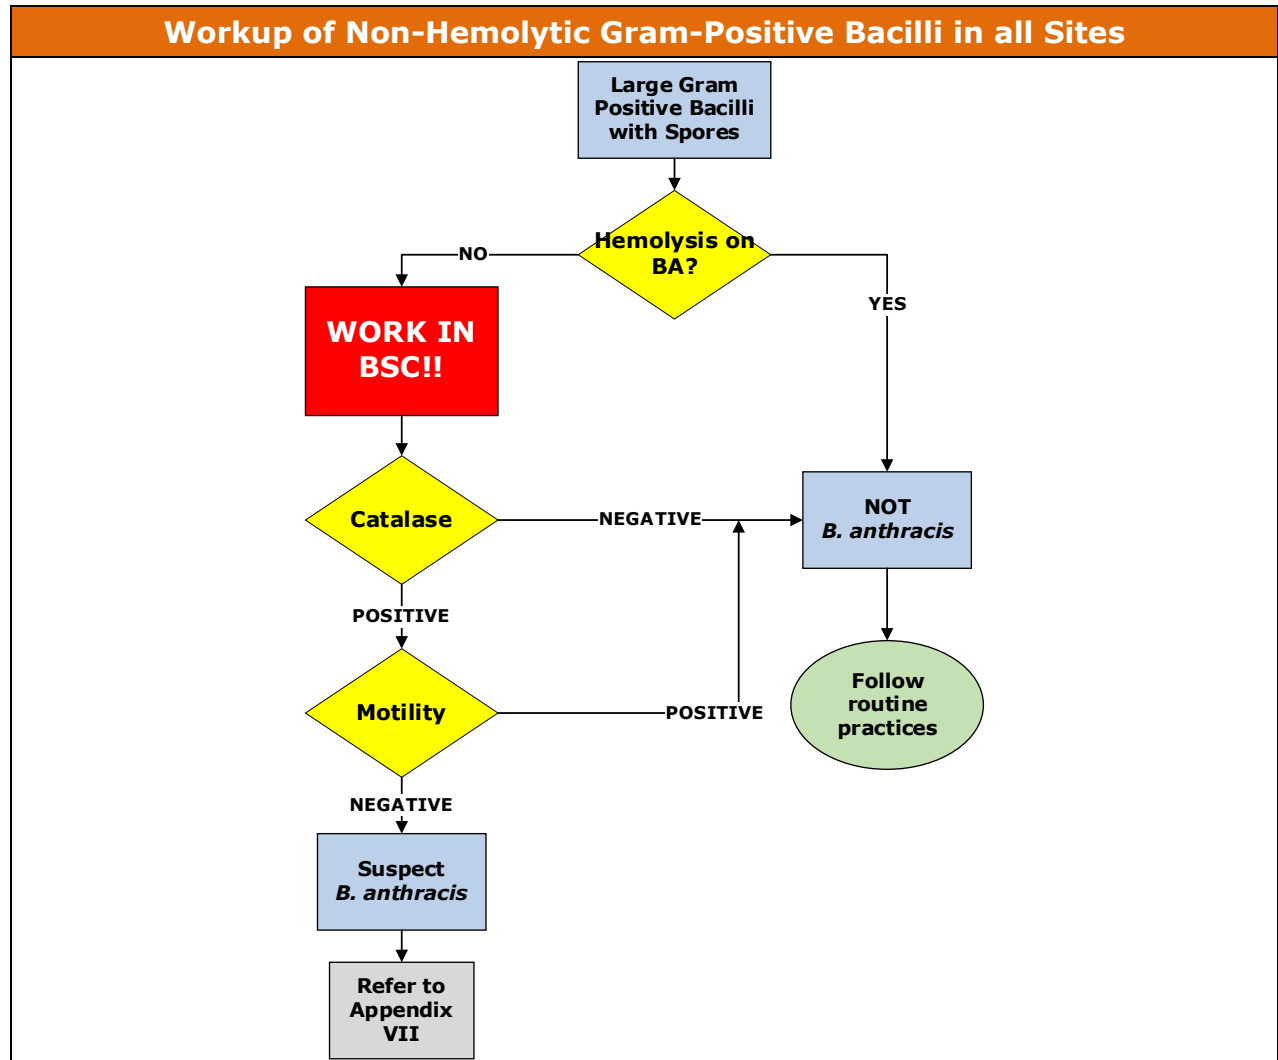 Workup of Non-Hemolytic Gram-Positive Bacilli in all Sites
Large Gram
Positive Bacilli
with Spores
Hemolysis on
BA?
NO
YES
WORK IN
BSC!!
Catalase
NEGATIVE
NOT
B. anthracis
POSITIVE
Motility
POSITIVE
Follow
routine
practices
NEGATIVE
Suspect
B. anthracis
Refer to
Appendix
VII